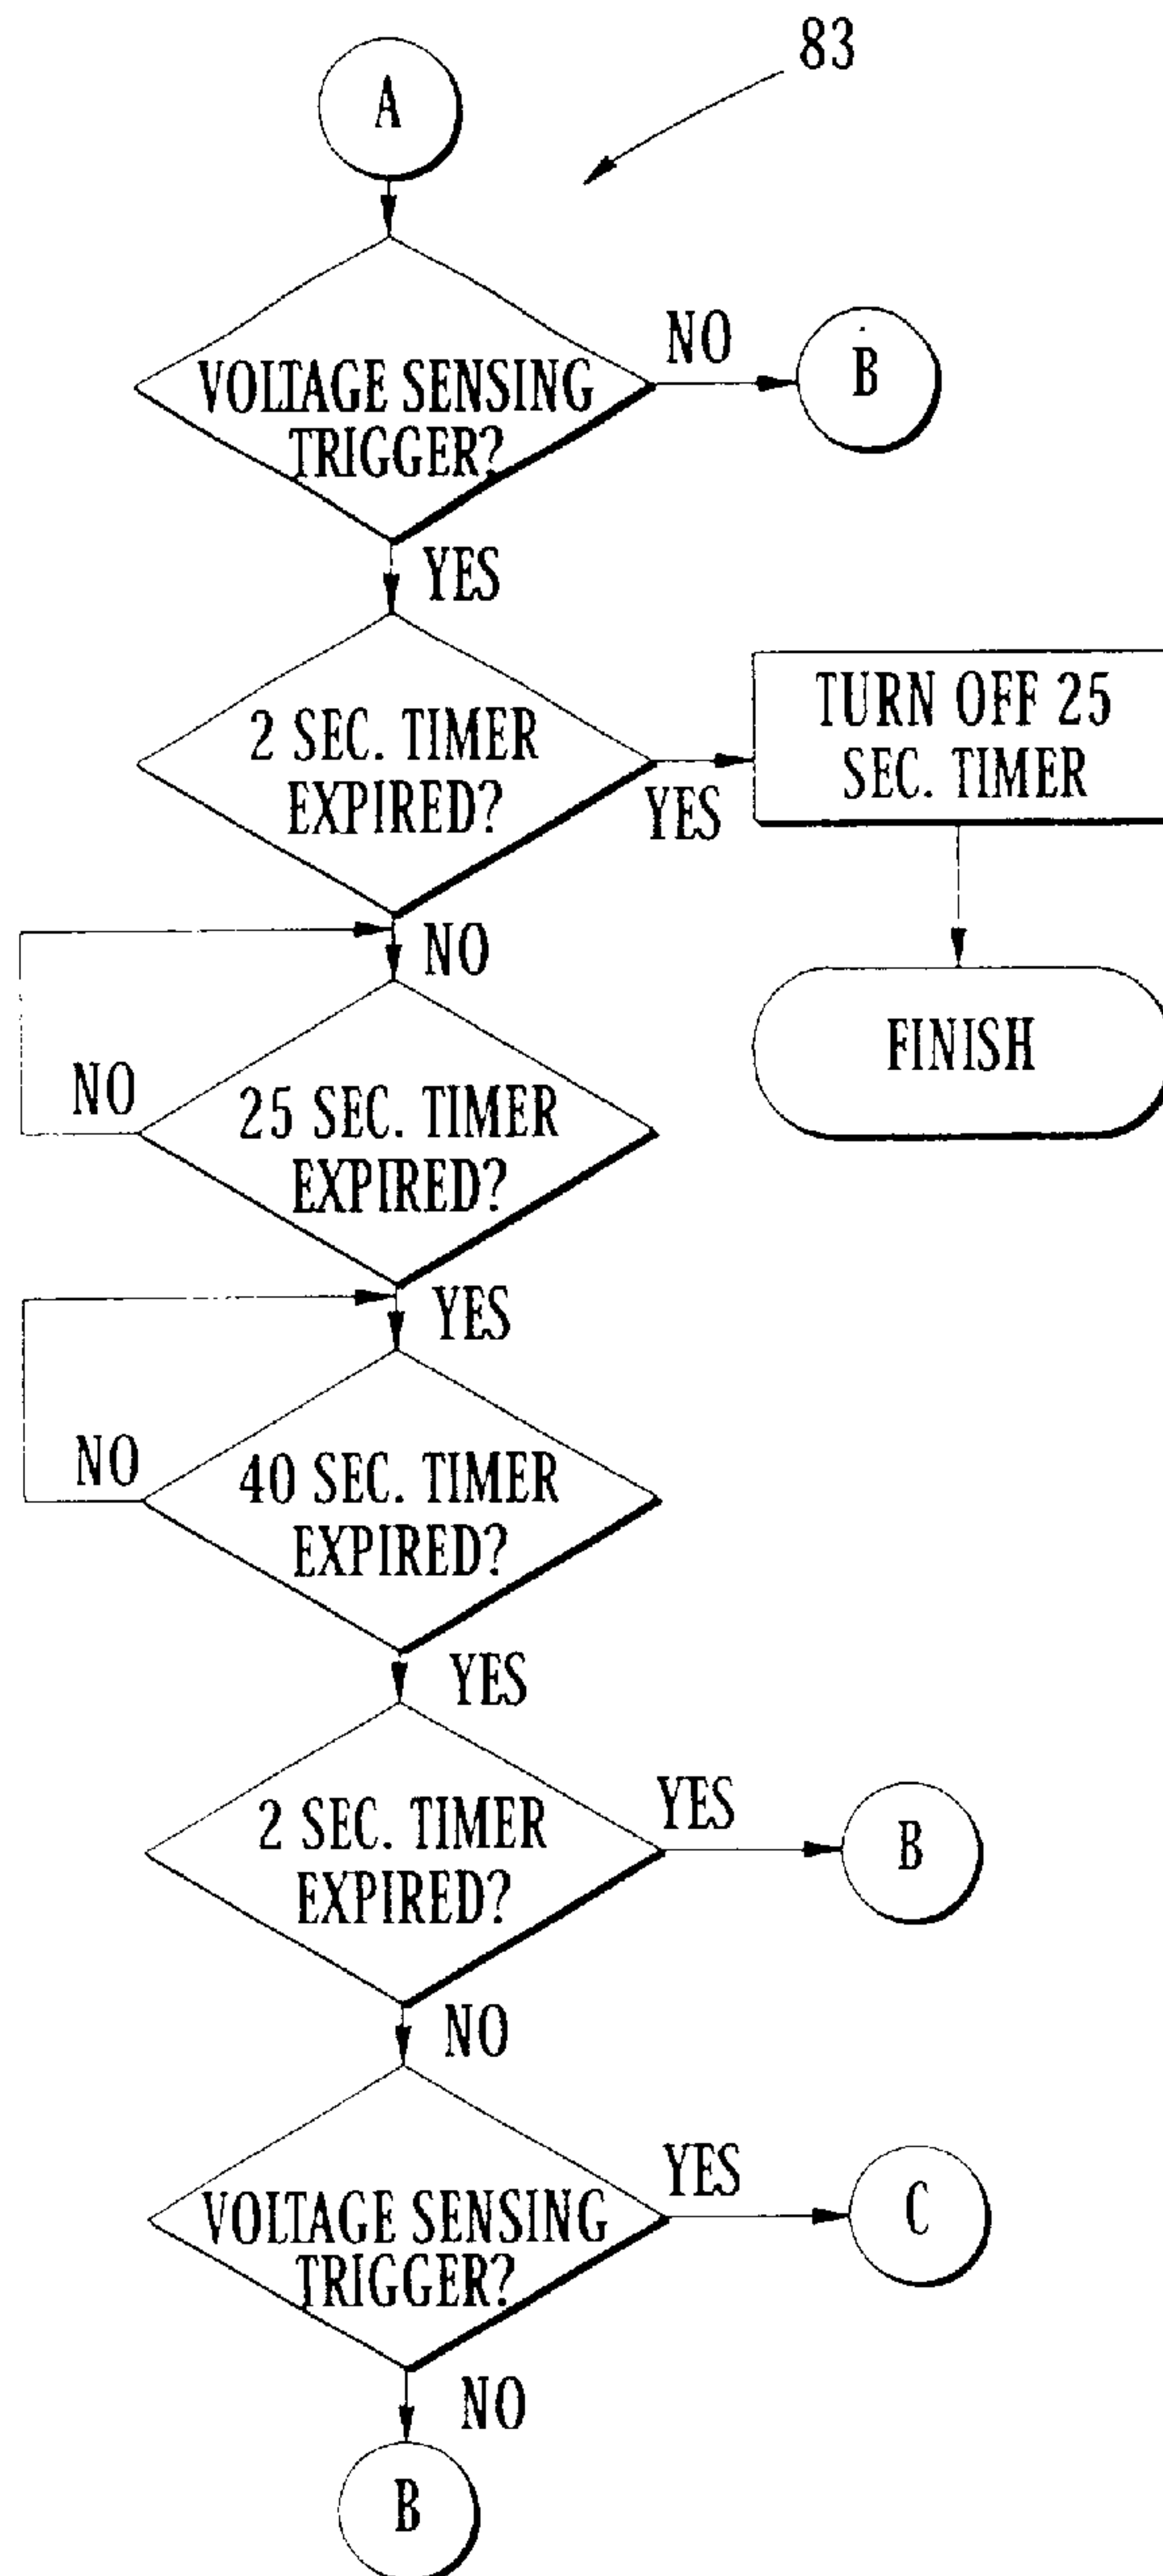 83
A
VOLTAGE SENSING
TRIGGER?
NO
B
YES
2 SEC. TIMER
EXPIRED?
YES
TURN OFF 25
SEC. TIMER
NO
FINISH
25 SEC. TIMER
EXPIRED?
NO
YES
40 SEC. TIMER
EXPIRED?
NO
YES
2 SEC. TIMER
EXPIRED?
YES
B
NO
VOLTAGE SENSING
TRIGGER?
YES
C
NO
B